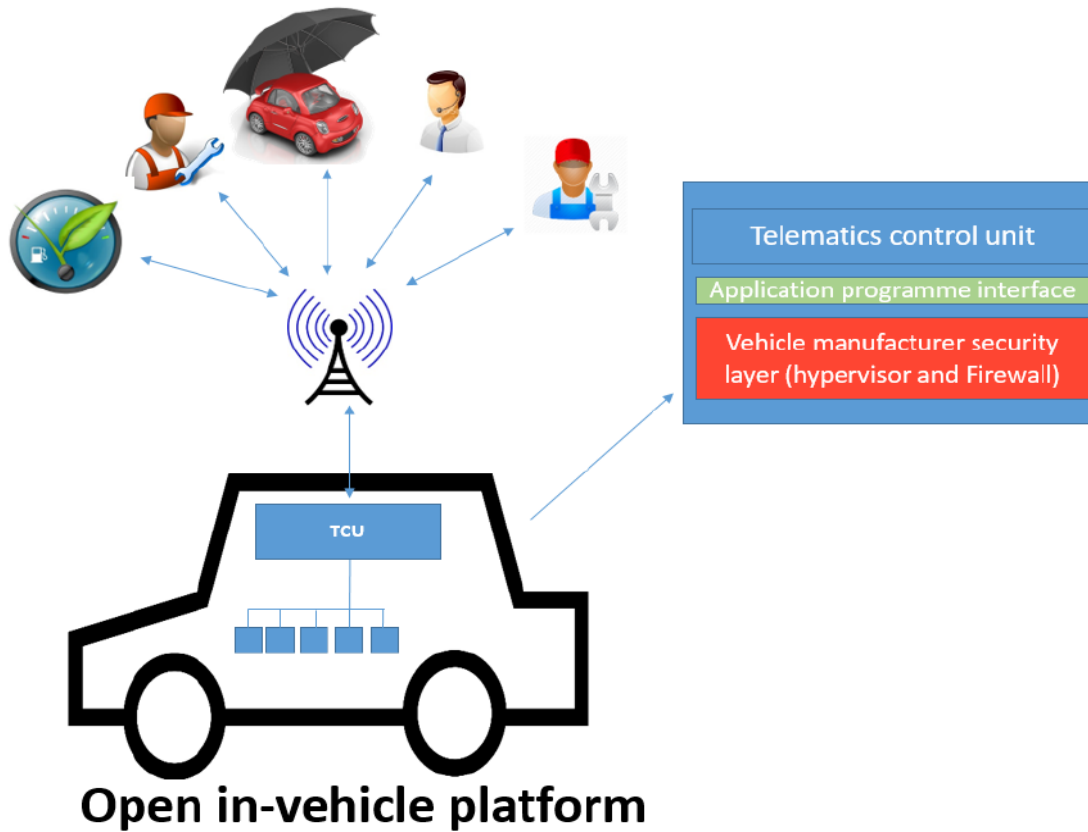 Telematics control unit
Application programme interface
Vehicle manufacturer security
layer (hypervisor and Firewall)
TCU
Open in-vehicle platform